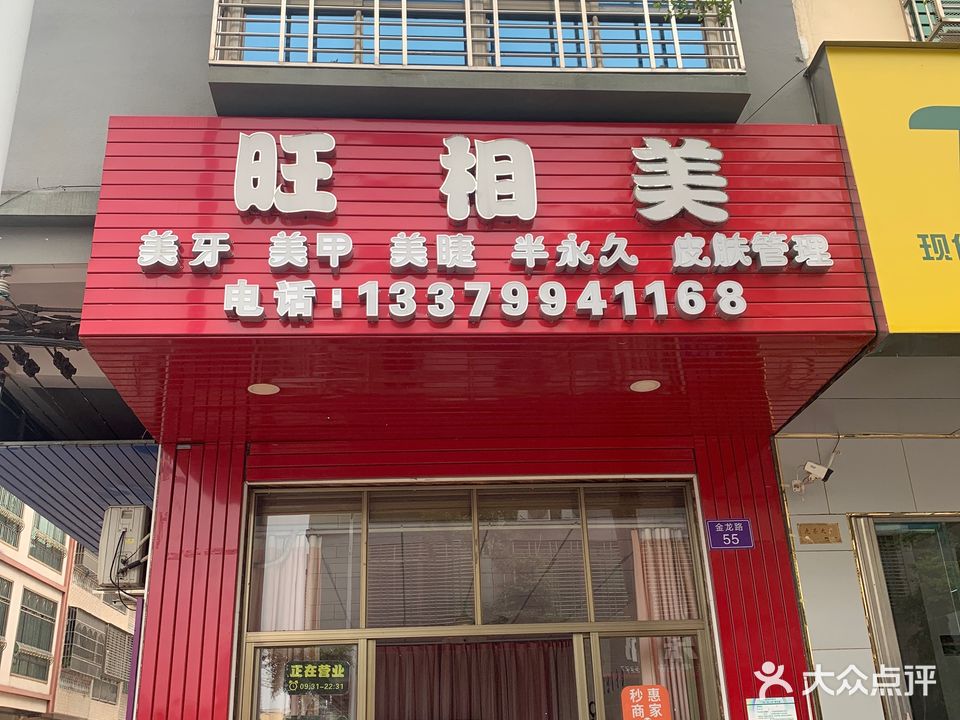 旺相美
美牙 美甲 美睫 半永久 皮肤管理
电话:13379941168
现
金龙路
55
正在营业
09:31-22:31
秒惠
商家
大众点评